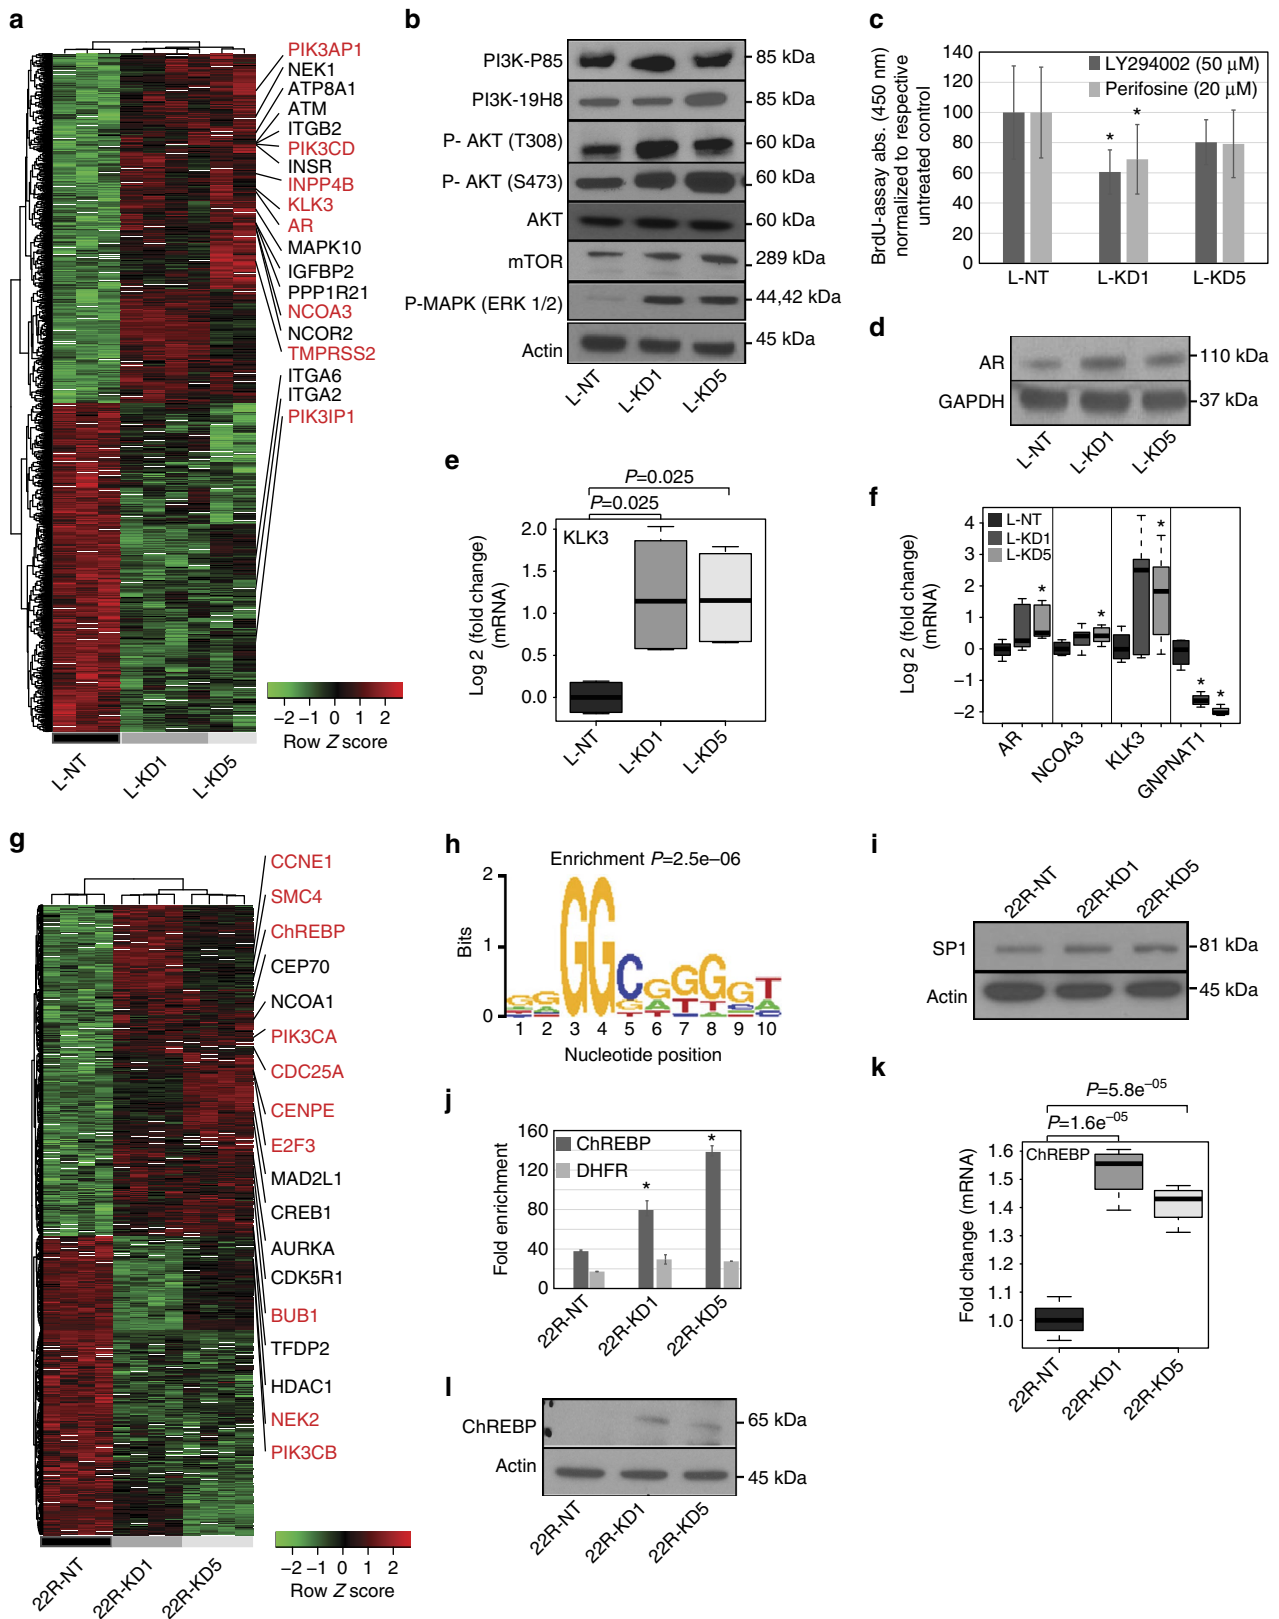 a
PIK3AP1
NEK1
ATP8A1
ATM
ITGB2
PIK3CD
INSR
INPP4B
KLK3
AR
MAPK10
IGFBP2
PPP1R21
NCOA3
NCOR2
TMPRSS2
ITGA6
ITGA2
PIK3IP1
−2 −1 0 1 2
Row Z score
L-NT
L-KD1
L-KD5
b
PI3K-P85
85 kDa
PI3K-19H8
85 kDa
P- AKT (T308)
60 kDa
P- AKT (S473)
60 kDa
AKT
60 kDa
mTOR
289 kDa
P-MAPK (ERK 1/2)
44,42 kDa
Actin
45 kDa
L-NT
L-KD1
L-KD5
c
BrdU-assay abs. (450 nm)
normalized to respective
untreated control
140
120
100
80
60
40
20
0
LY294002 (50 µM)
Perifosine (20 µM)
* *
L-NT
L-KD1
L-KD5
d
AR
110 kDa
GAPDH
37 kDa
L-NT
L-KD1
L-KD5
e
P=0.025
P=0.025
KLK3
Log 2 (fold change)
(mRNA)
2.0
1.5
1.0
0.5
0.0
L-NT
L-KD1
L-KD5
f
L-NT
L-KD1
L-KD5
Log 2 (fold change)
(mRNA)
4
3
2
1
0
−1
−2
* * * * *
AR
NCOA3
KLK3
GNPNAT1
g
CCNE1
SMC4
ChREBP
CEP70
NCOA1
PIK3CA
CDC25A
CENPE
E2F3
MAD2L1
CREB1
AURKA
CDK5R1
BUB1
TFDP2
HDAC1
NEK2
PIK3CB
−2 −1 0 1 2
Row Z score
22R-NT
22R-KD1
22R-KD5
h
Enrichment P=2.5e−06
Bits
2
1
0
1 2 3 4 5 6 7 8 9 10
Nucleotide position
i
22R-NT
22R-KD1
22R-KD5
SP1
81 kDa
Actin
45 kDa
j
Fold enrichment
160
120
80
40
0
ChREBP
DHFR
* *
22R-NT
22R-KD1
22R-KD5
k
P=5.8e−05
P=1.6e−05
ChREBP
Fold change (mRNA)
1.6
1.5
1.4
1.3
1.2
1.1
1.0
22R-NT
22R-KD1
22R-KD5
l
ChREBP
65 kDa
Actin
45 kDa
22R-NT
22R-KD1
22R-KD5